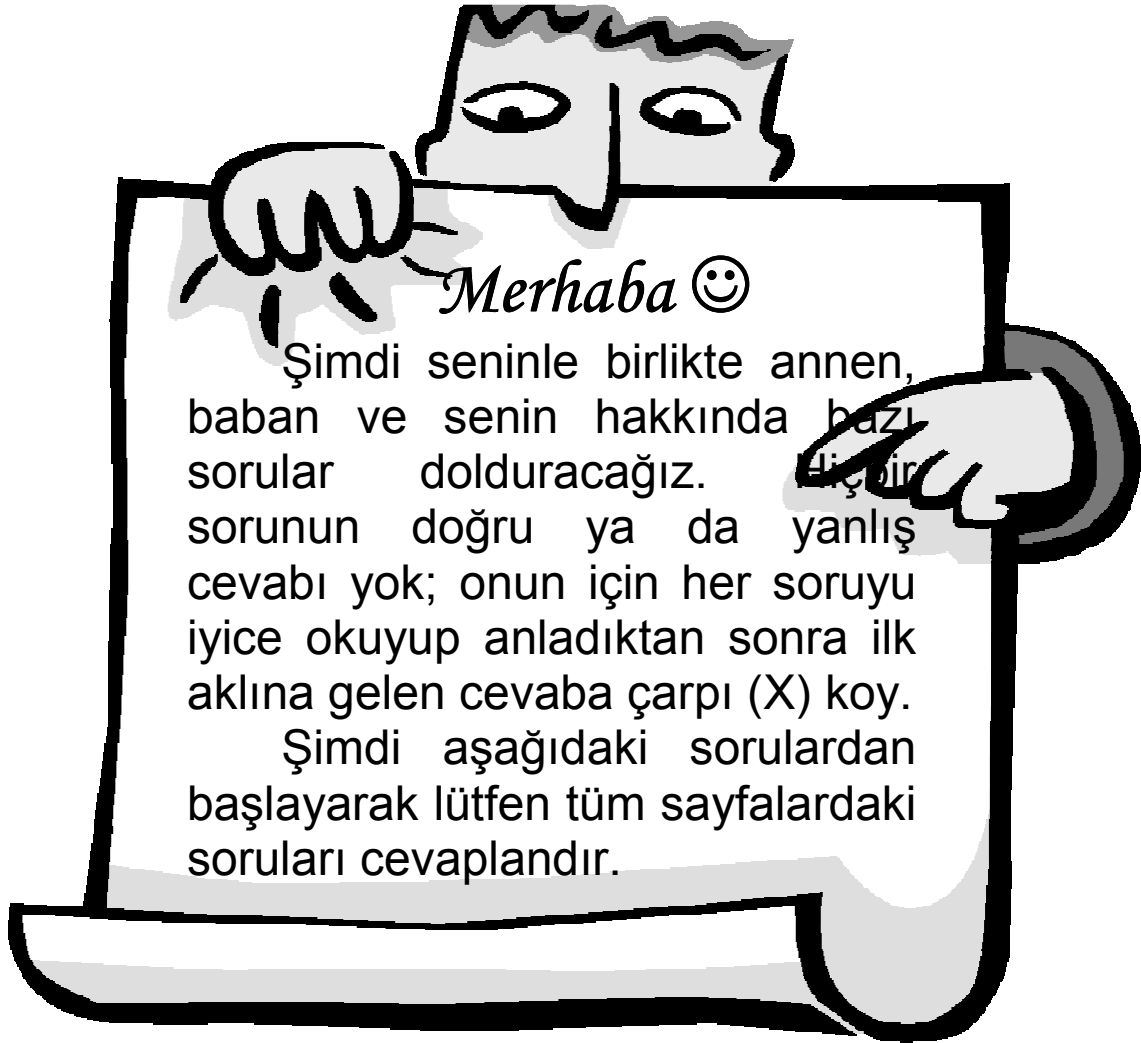 Merhaba ☺
Şimdi seninle birlikte annen,
baban ve senin hakkında bazı
sorular dolduracağız. Hiçbir
sorunun doğru ya da yanlış
cevabı yok; onun için her soruyu
iyice okuyup anladıktan sonra ilk
aklına gelen cevaba çarpı (X) koy.
Şimdi aşağıdaki sorulardan
başlayarak lütfen tüm sayfalardaki
soruları cevaplandır.